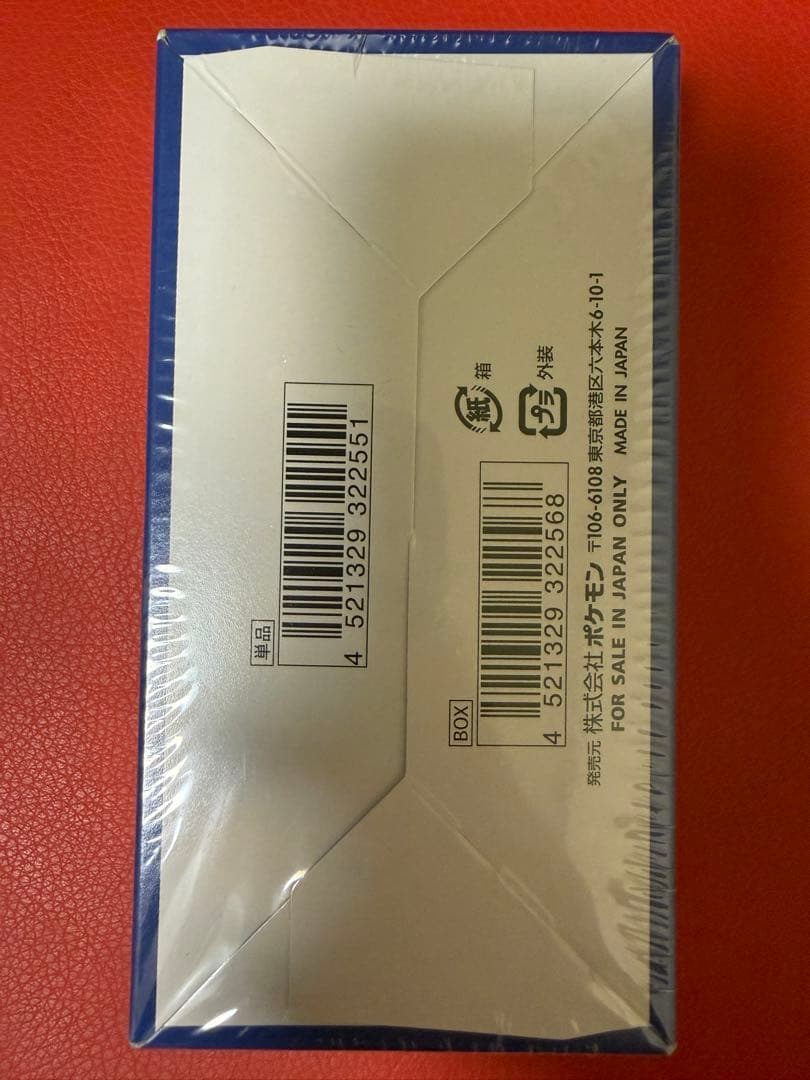 単品
4 521329 322551
BOX
4 521329 322568
紙 箱
プラ 外装
発売元 株式会社 ポケモン 〒106-6108 東京都港区六本木6-10-1
FOR SALE IN JAPAN ONLY MADE IN JAPAN